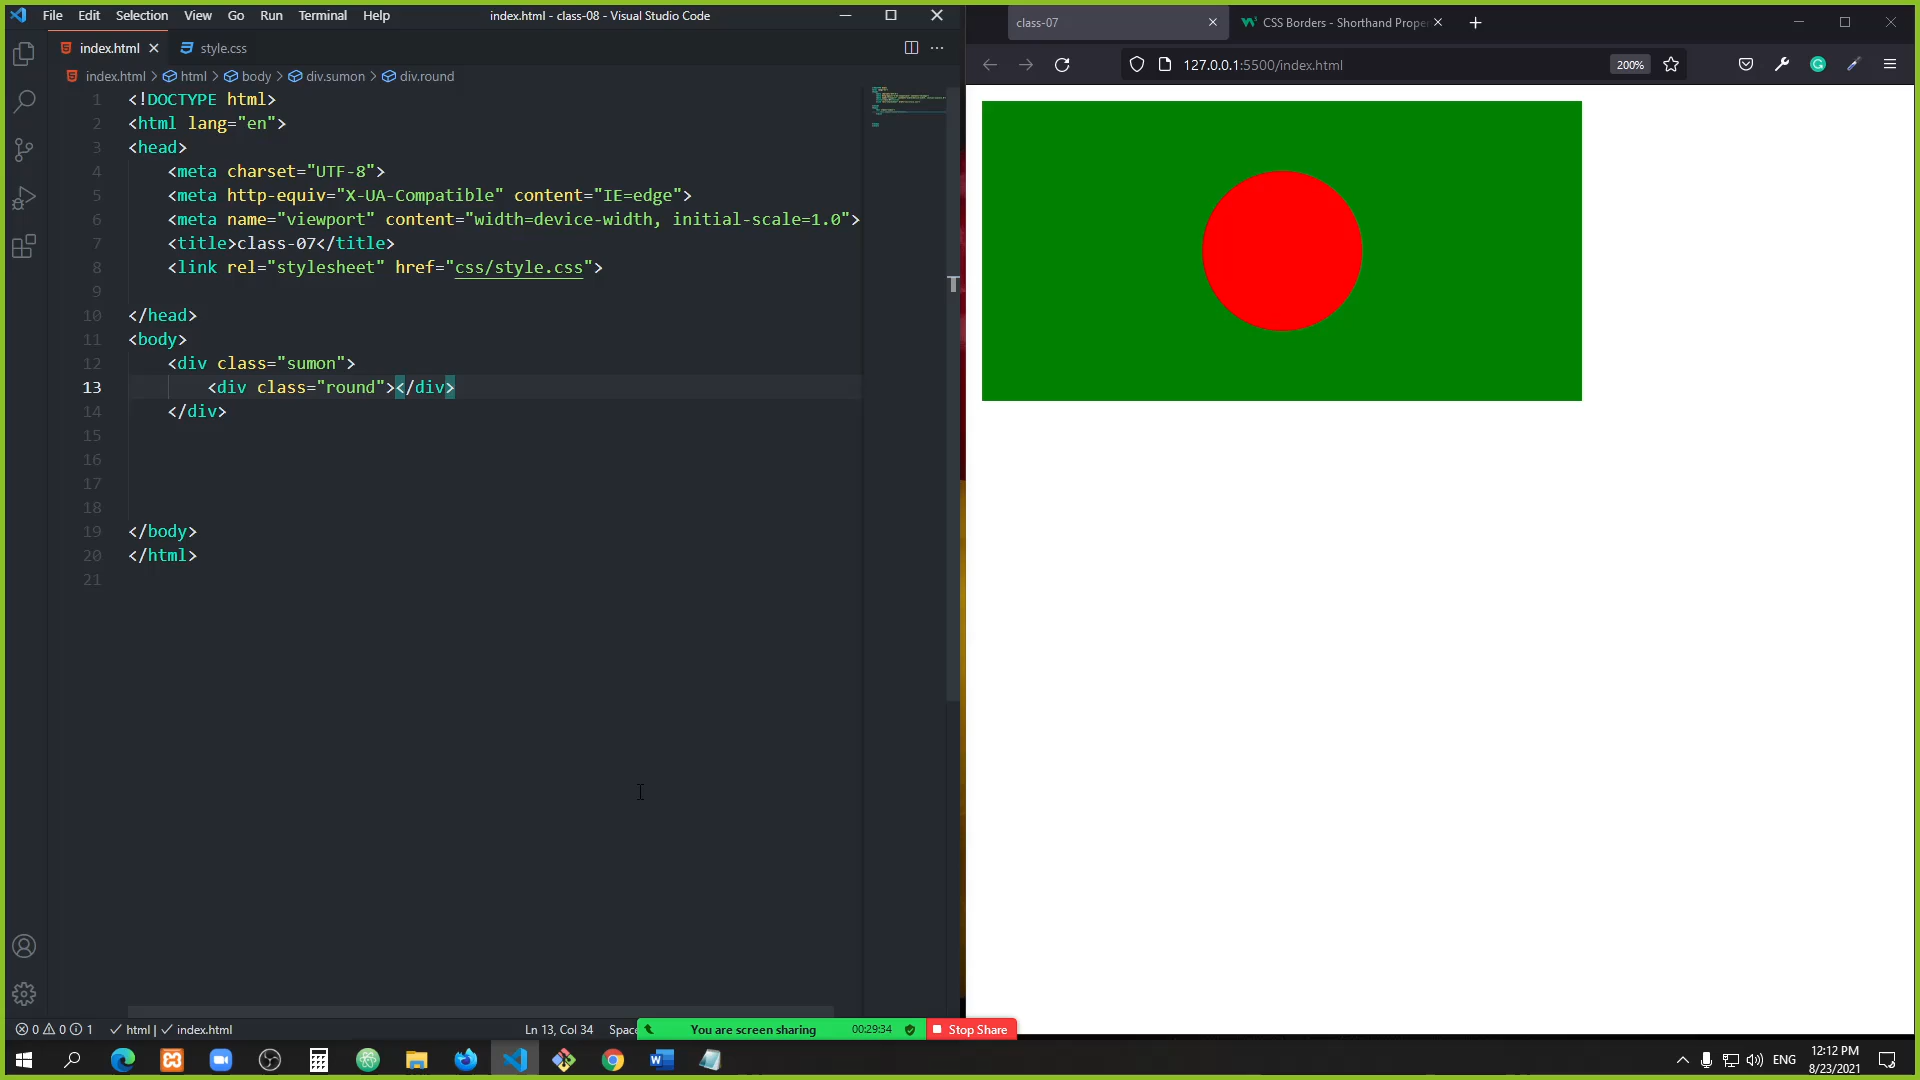 File Edit Selection View Go Run Terminal Help index.html - class-08 - Visual Studio Code
index.html style.css
index.html > html > body > div.sumon > div.round
1 <!DOCTYPE html>
2 <html lang="en">
3 <head>
4 <meta charset="UTF-8">
5 <meta http-equiv="X-UA-Compatible" content="IE=edge">
6 <meta name="viewport" content="width=device-width, initial-scale=1.0">
7 <title>class-07</title>
8 <link rel="stylesheet" href="css/style.css">
9
10 </head>
11 <body>
12 <div class="sumon">
13 <div class="round"></div>
14 </div>
15
16
17
18
19 </body>
20 </html>
21
0 0 1 html | index.html Ln 13, Col 34 Space
You are screen sharing 00:29:34 Stop Share
class-07 CSS Borders - Shorthand Prope
127.0.0.1:5500/index.html 200%
T
ENG 12:12 PM
8/23/2021